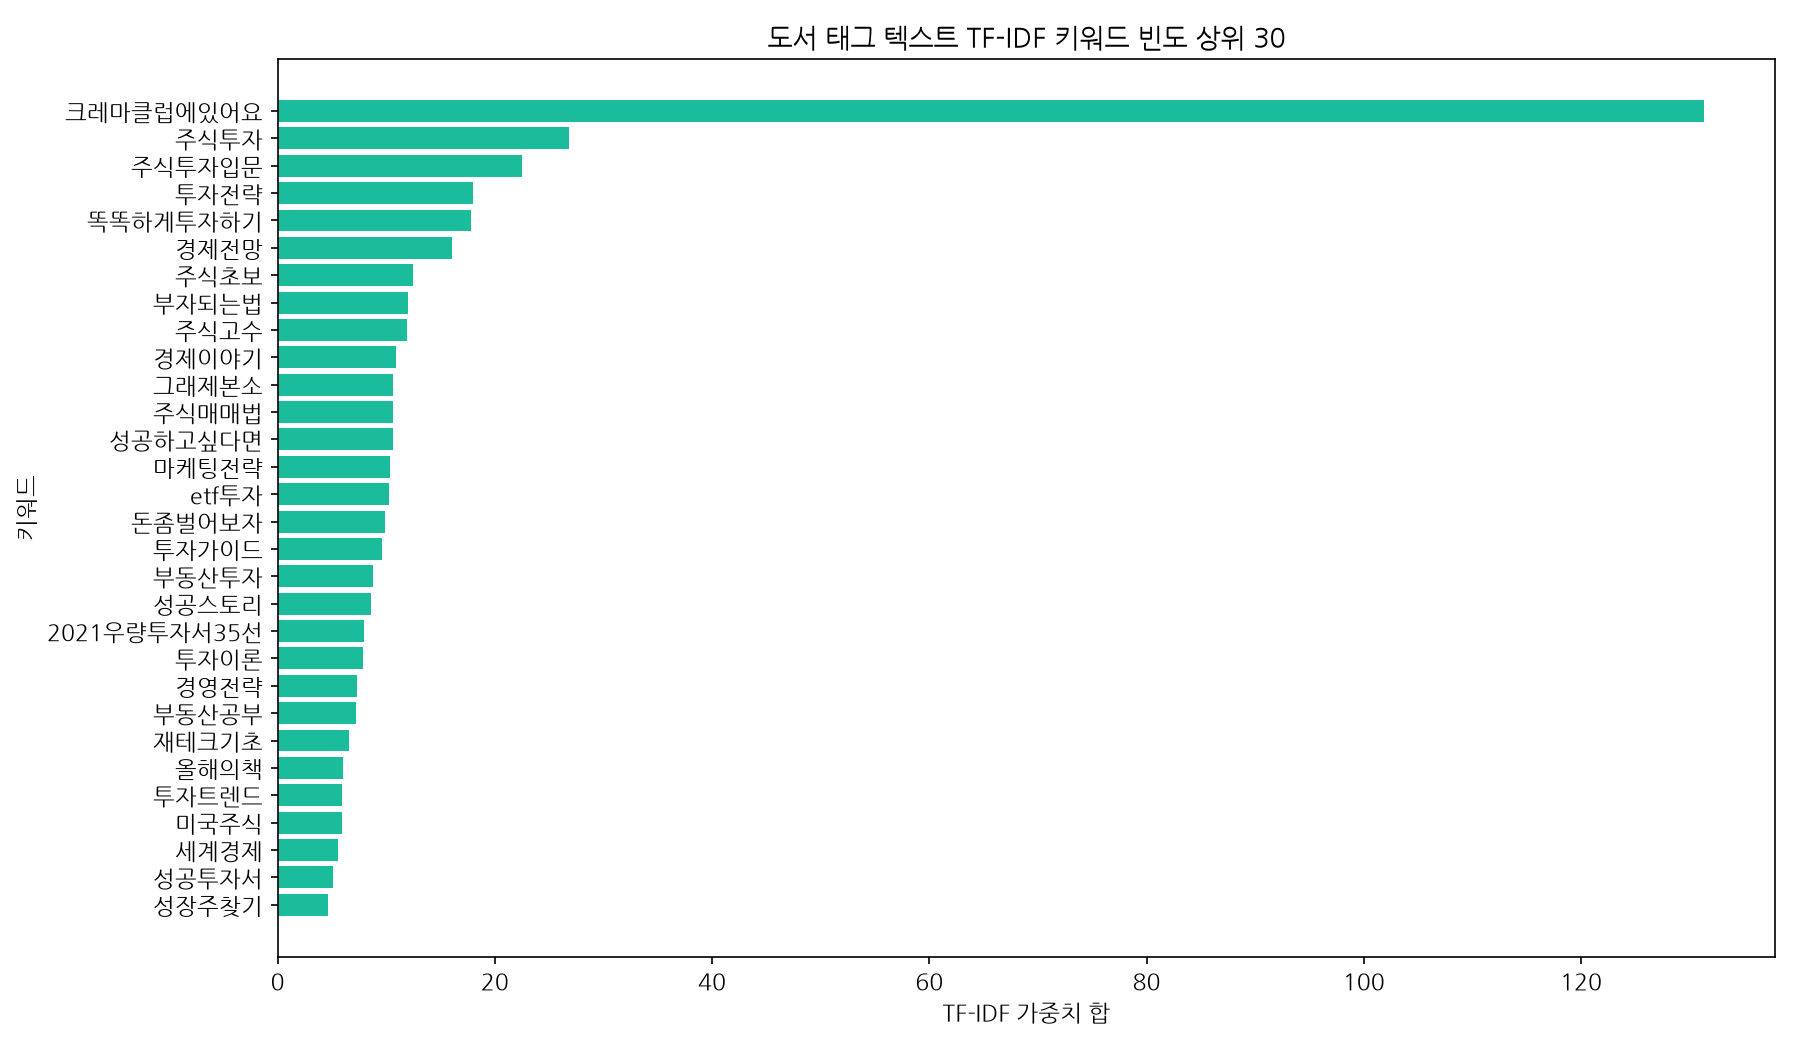 도서 태그 텍스트 TF-IDF 키워드 빈도 상위 30
키워드
크레마클럽에있어요
주식투자
주식투자입문
투자전략
똑똑하게투자하기
경제전망
주식초보
부자되는법
주식고수
경제이야기
그래제본소
주식매매법
성공하고싶다면
마케팅전략
etf투자
돈좀벌어보자
투자가이드
부동산투자
성공스토리
2021우량투자서35선
투자이론
경영전략
부동산공부
재테크기초
올해의책
투자트렌드
미국주식
세계경제
성공투자서
성장주찾기
0 20 40 60 80 100 120
TF-IDF 가중치 합